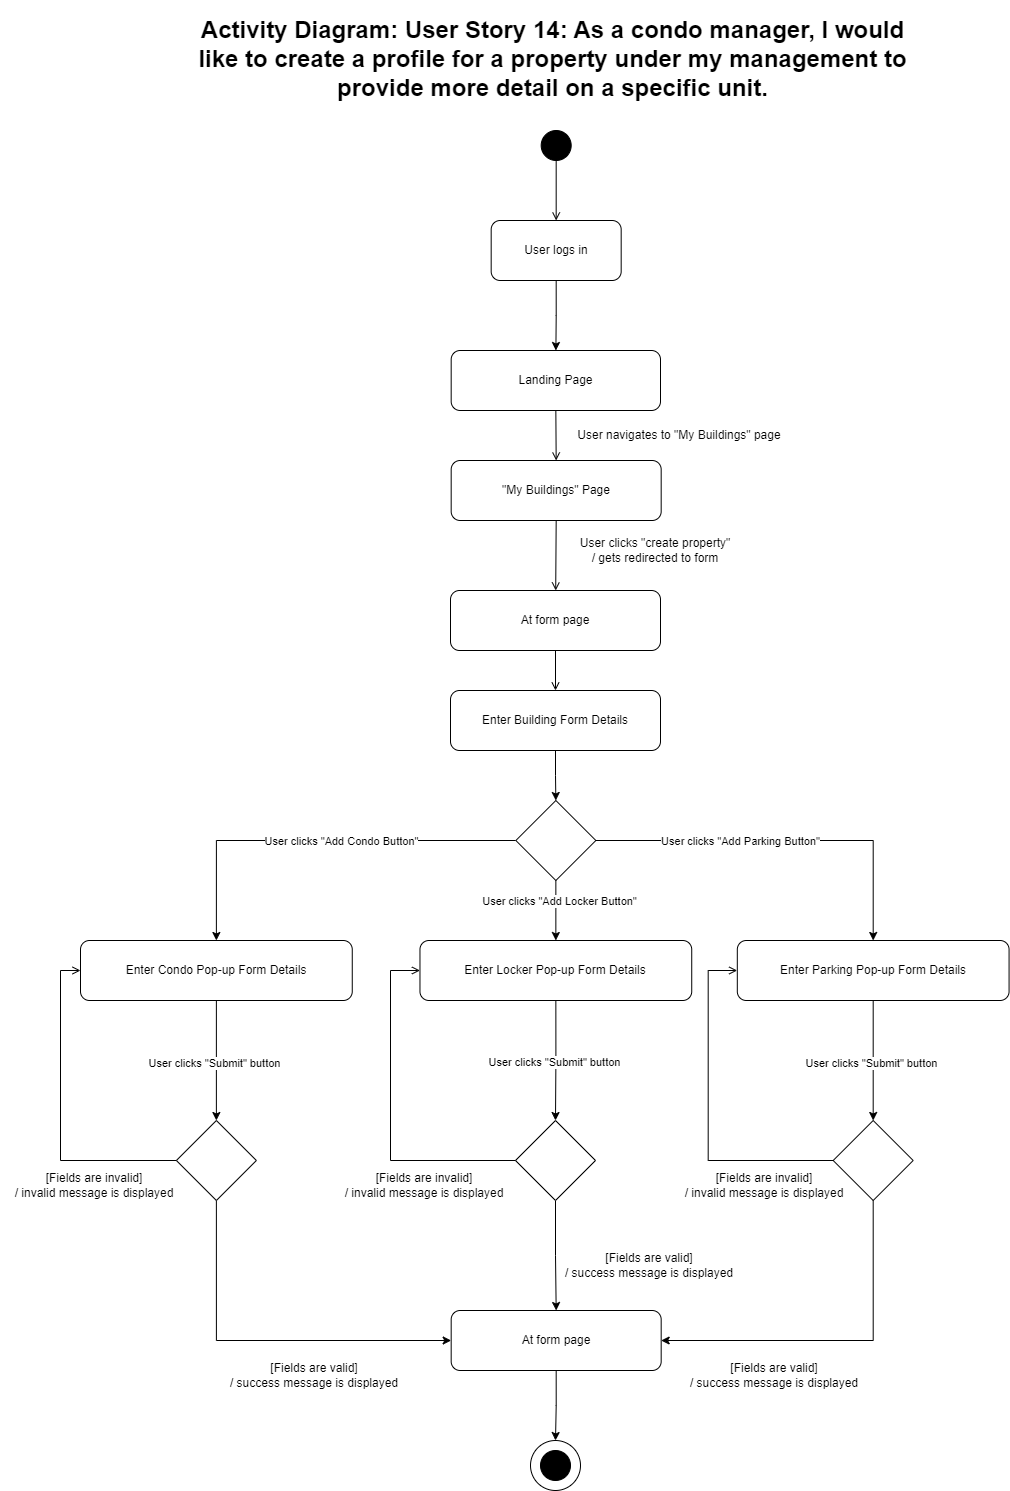 Activity Diagram: User Story 14: As a condo manager, I would
like to create a profile for a property under my management to
provide more detail on a specific unit.
User logs in
Landing Page
User navigates to "My Buildings" page
"My Buildings" Page
User clicks "create property"
/ gets redirected to form
At form page
Enter Building Form Details
User clicks "Add Condo Button"
User clicks "Add Parking Button"
User clicks "Add Locker Button"
Enter Condo Pop-up Form Details
Enter Locker Pop-up Form Details
Enter Parking Pop-up Form Details
User clicks "Submit" button
User clicks "Submit" button
User clicks "Submit" button
[Fields are invalid]
/ invalid message is displayed
[Fields are invalid]
/ invalid message is displayed
[Fields are invalid]
/ invalid message is displayed
[Fields are valid]
/ success message is displayed
At form page
[Fields are valid]
/ success message is displayed
[Fields are valid]
/ success message is displayed